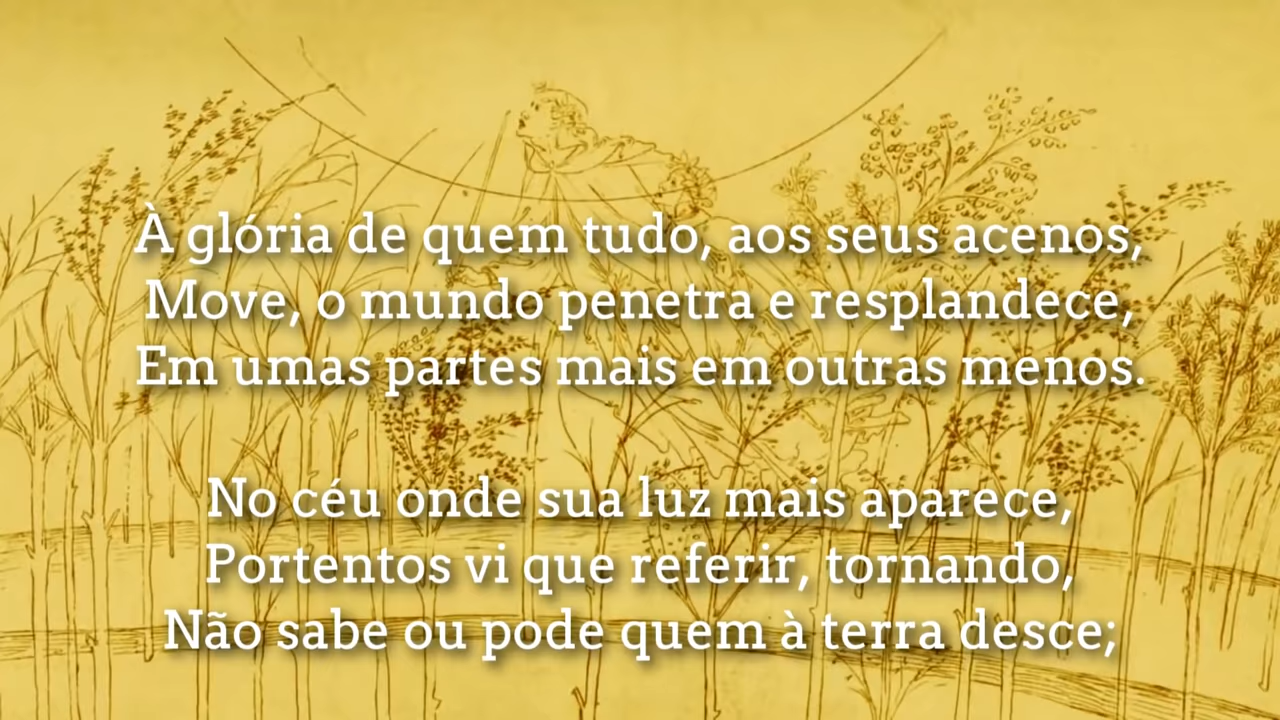 À glória de quem tudo, aos seus acenos,
Move, o mundo penetra e resplandece,
Em umas partes mais em outras menos.
No céu onde sua luz mais aparece,
Portentos vi que referir, tornando,
Não sabe ou pode quem à terra desce;